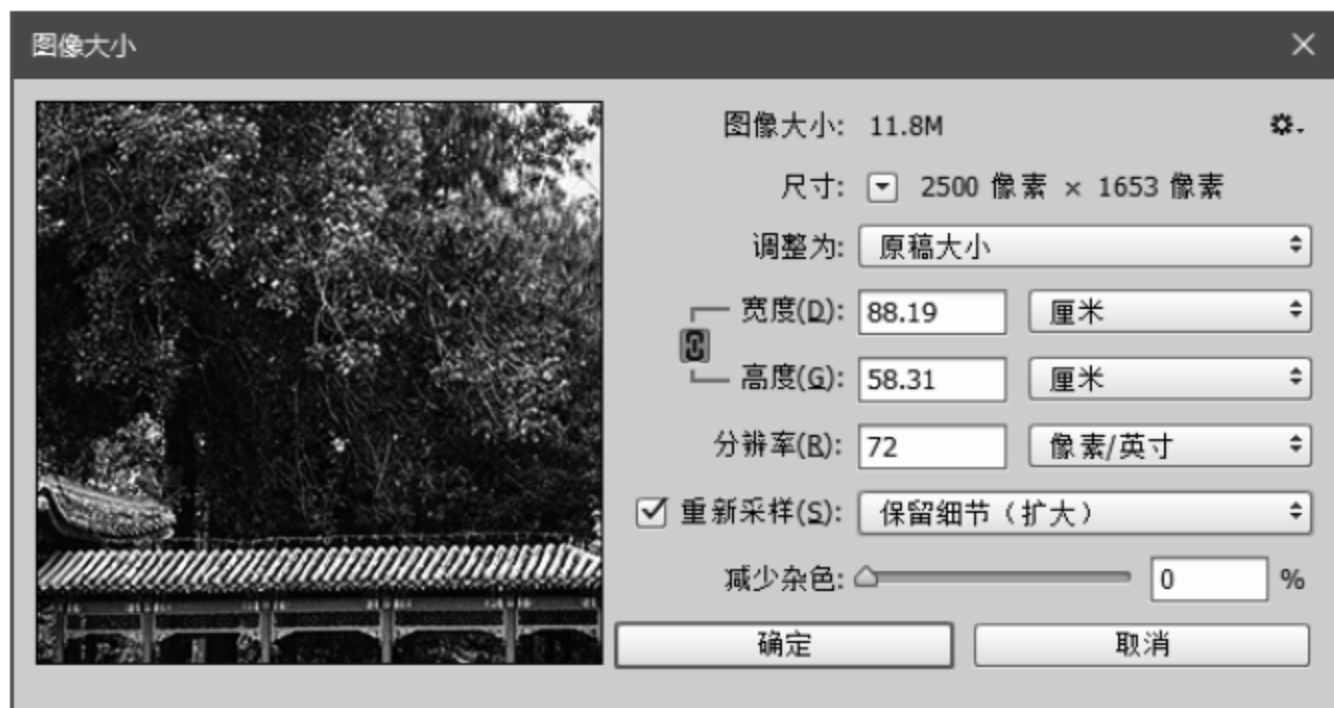 图像大小
图像大小: 11.8M
尺寸: 2500 像素 × 1653 像素
调整为: 原稿大小
宽度(D): 88.19 厘米
高度(G): 58.31 厘米
分辨率(R): 72 像素/英寸
重新采样(S): 保留细节（扩大）
减少杂色: 0 %
确定 取消